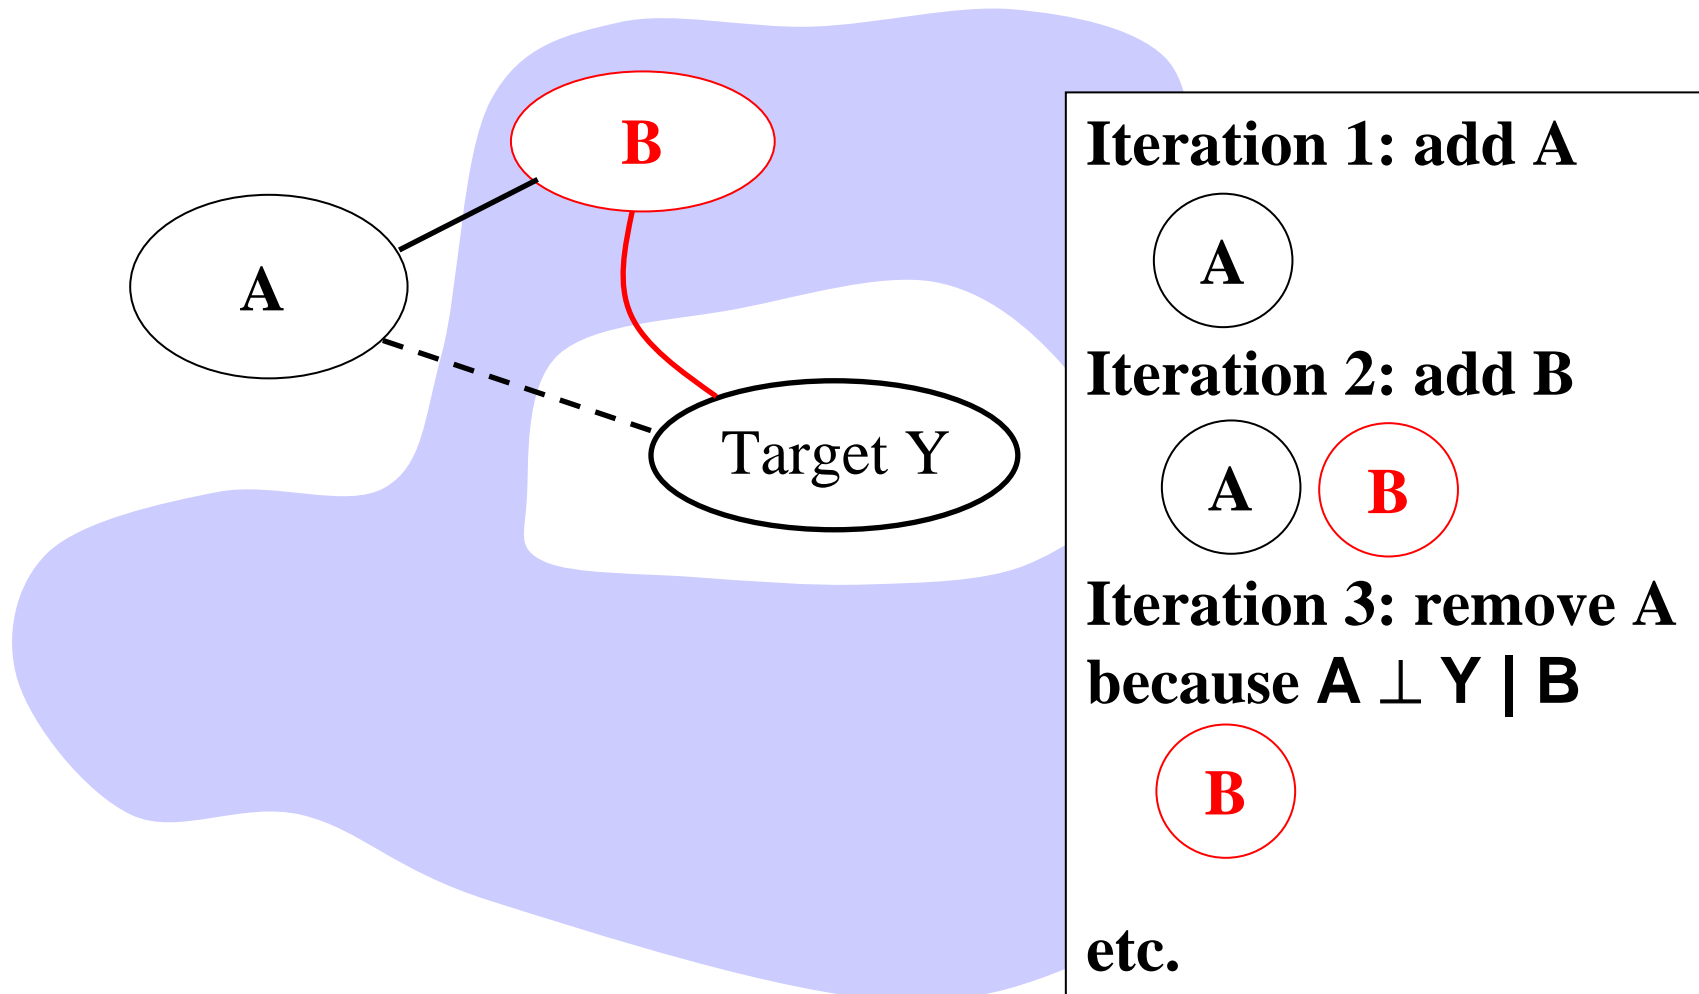 B
A
Target Y
Iteration 1: add A
A
Iteration 2: add B
A B
Iteration 3: remove A
because A ⊥ Y | B
B
etc.